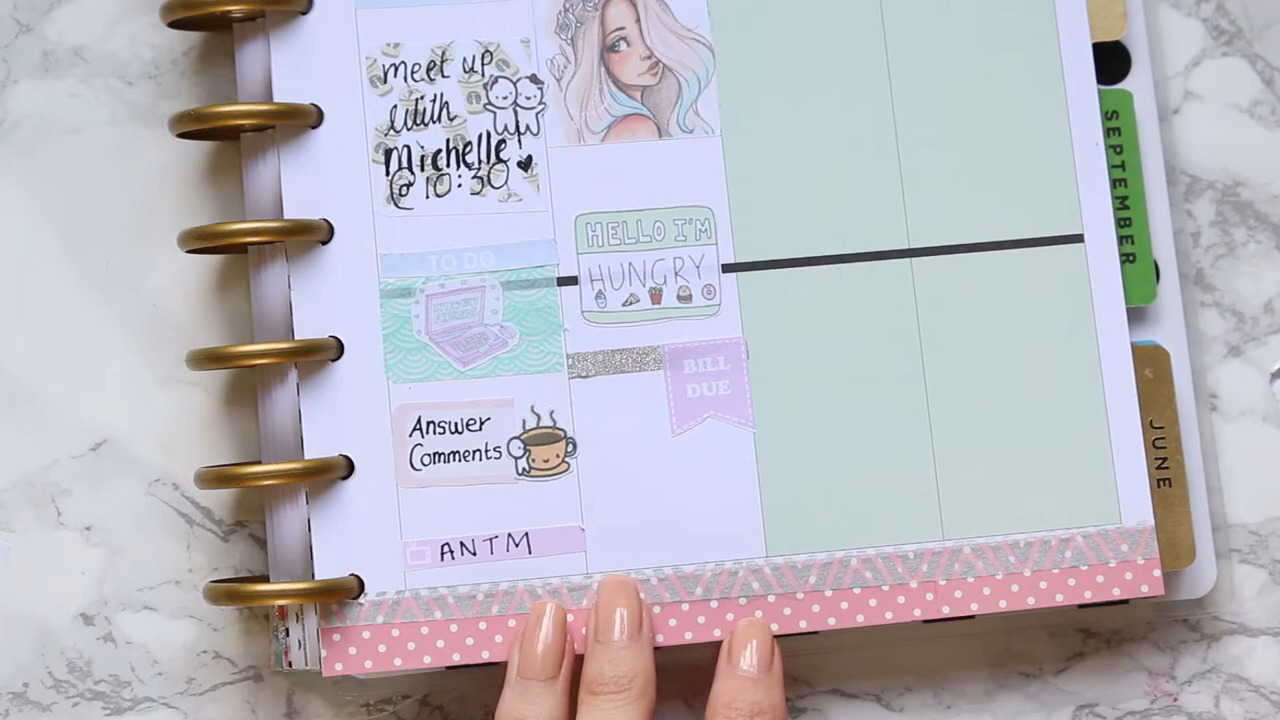 meet up
with
Michelle
@ 10:30
TO DO
Answer
Comments
ANTM
HELLO I'M
HUNGRY
BILL
DUE
SEPTEMBER
JUNE